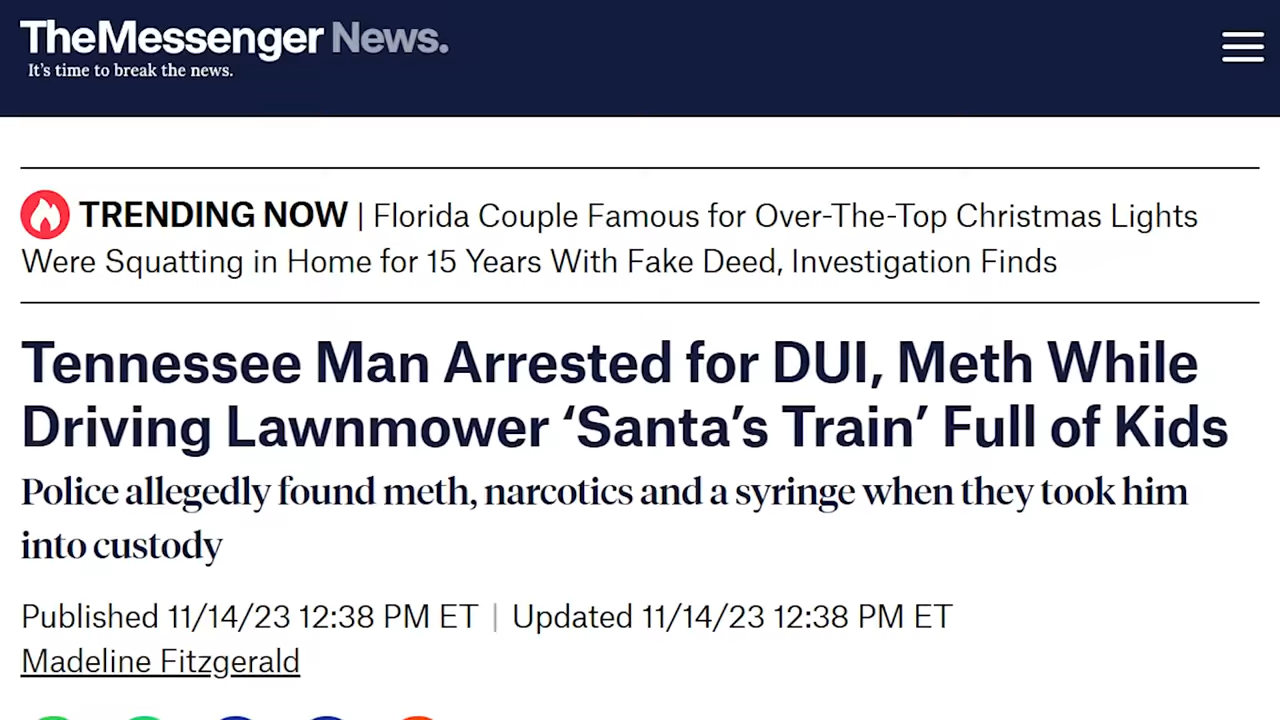 TheMessenger News.
It's time to break the news.
TRENDING NOW | Florida Couple Famous for Over-The-Top Christmas Lights
Were Squatting in Home for 15 Years With Fake Deed, Investigation Finds
Tennessee Man Arrested for DUI, Meth While
Driving Lawnmower ‘Santa’s Train’ Full of Kids
Police allegedly found meth, narcotics and a syringe when they took him
into custody
Published 11/14/23 12:38 PM ET | Updated 11/14/23 12:38 PM ET
Madeline Fitzgerald